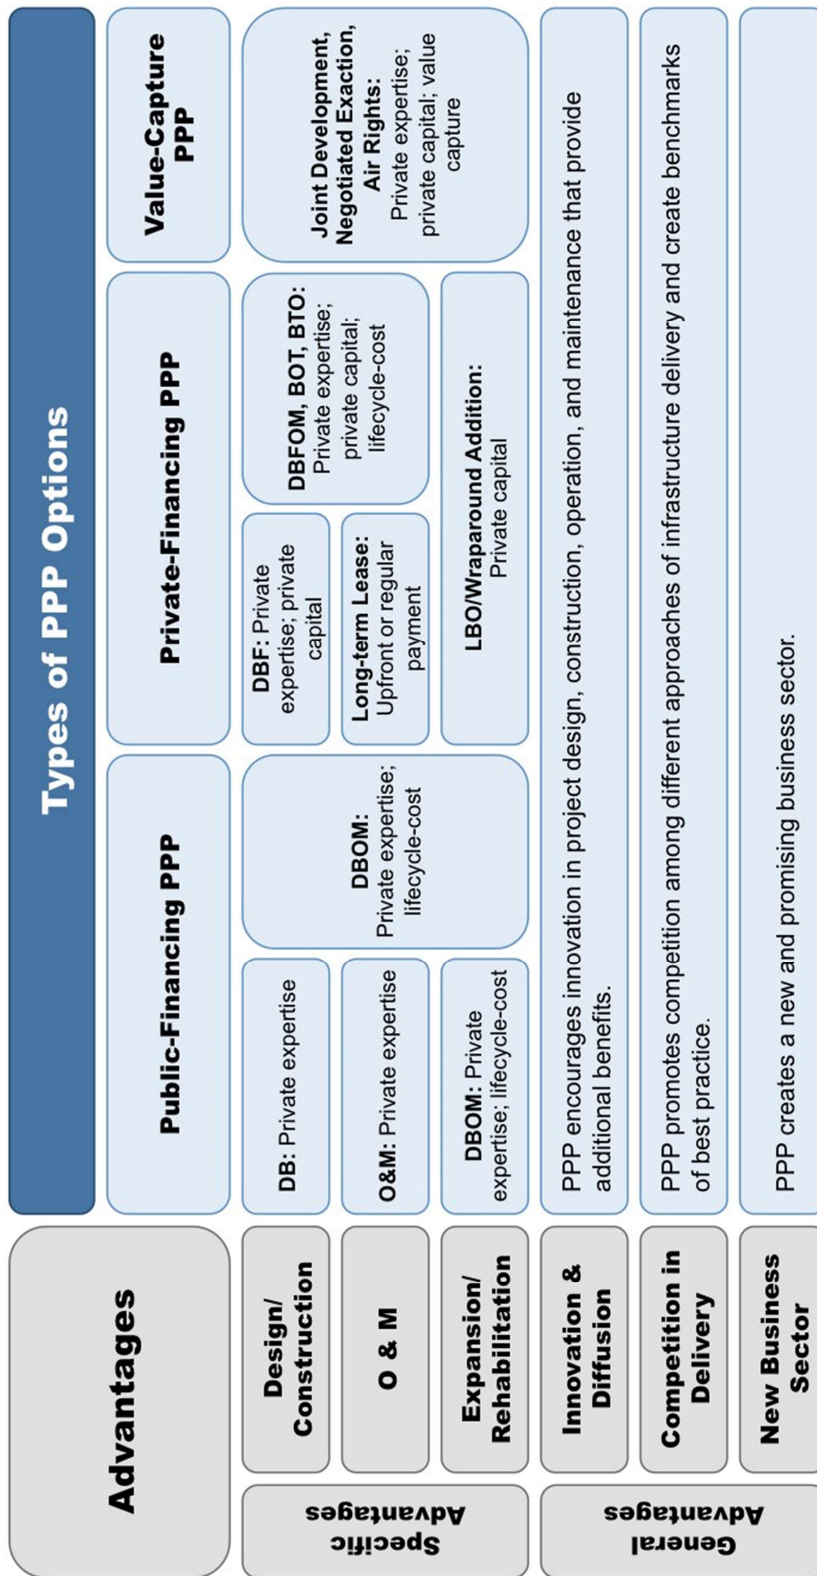 Advantages
Types of PPP Options
Public-Financing PPP
Private-Financing PPP
Value-Capture
PPP
Specific
Advantages
Design/
Construction
DB: Private expertise
DBOM:
Private expertise;
lifecycle-cost
DBF: Private
expertise; private
capital
DBFOM, BOT, BTO:
Private expertise;
private capital;
lifecycle-cost
Joint Development,
Negotiated Exaction,
Air Rights:
Private expertise;
private capital; value
capture
O & M
O&M: Private expertise
Long-term Lease:
Upfront or regular
payment
Expansion/
Rehabilitation
DBOM: Private
expertise; lifecycle-cost
LBO/Wraparound Addition:
Private capital
General
Advantages
Innovation &
Diffusion
PPP encourages innovation in project design, construction, operation, and maintenance that provide
additional benefits.
Competition in
Delivery
PPP promotes competition among different approaches of infrastructure delivery and create benchmarks
of best practice.
New Business
Sector
PPP creates a new and promising business sector.